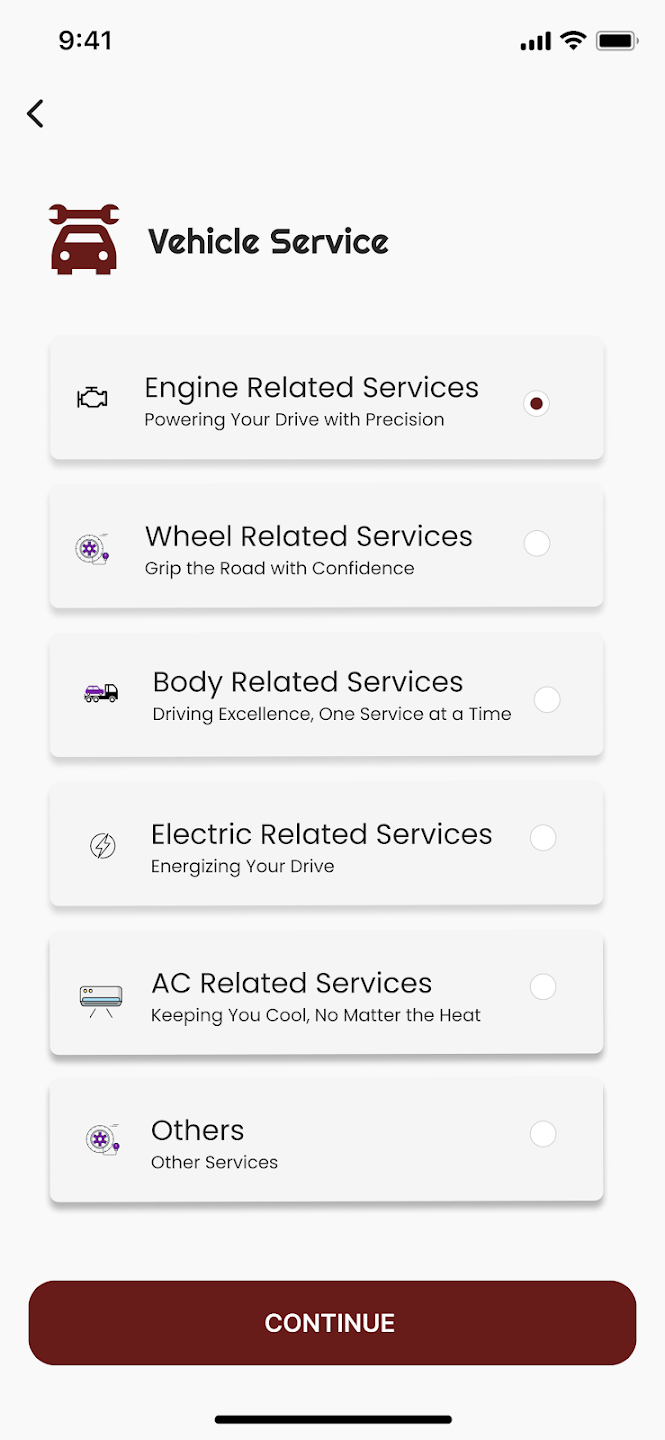 9:41
Vehicle Service
Engine Related Services
Powering Your Drive with Precision
Wheel Related Services
Grip the Road with Confidence
Body Related Services
Driving Excellence, One Service at a Time
Electric Related Services
Energizing Your Drive
AC Related Services
Keeping You Cool, No Matter the Heat
Others
Other Services
CONTINUE